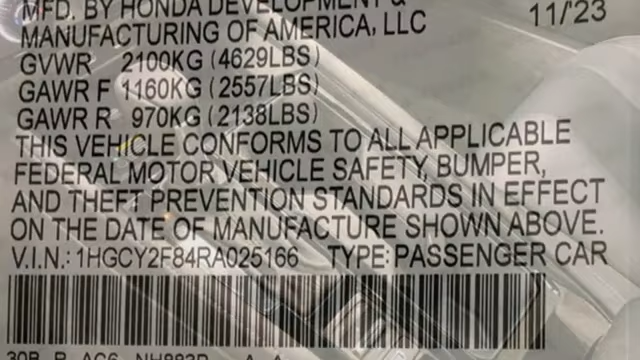 MFD. BY HONDA DEVELOPMENT &
MANUFACTURING OF AMERICA, LLC 11/'23
GVWR 2100KG (4629LBS)
GAWR F 1160KG (2557LBS)
GAWR R 970KG (2138LBS)
THIS VEHICLE CONFORMS TO ALL APPLICABLE
FEDERAL MOTOR VEHICLE SAFETY, BUMPER,
AND THEFT PREVENTION STANDARDS IN EFFECT
ON THE DATE OF MANUFACTURE SHOWN ABOVE.
V.I.N.: 1HGCY2F84RA025166 TYPE: PASSENGER CAR